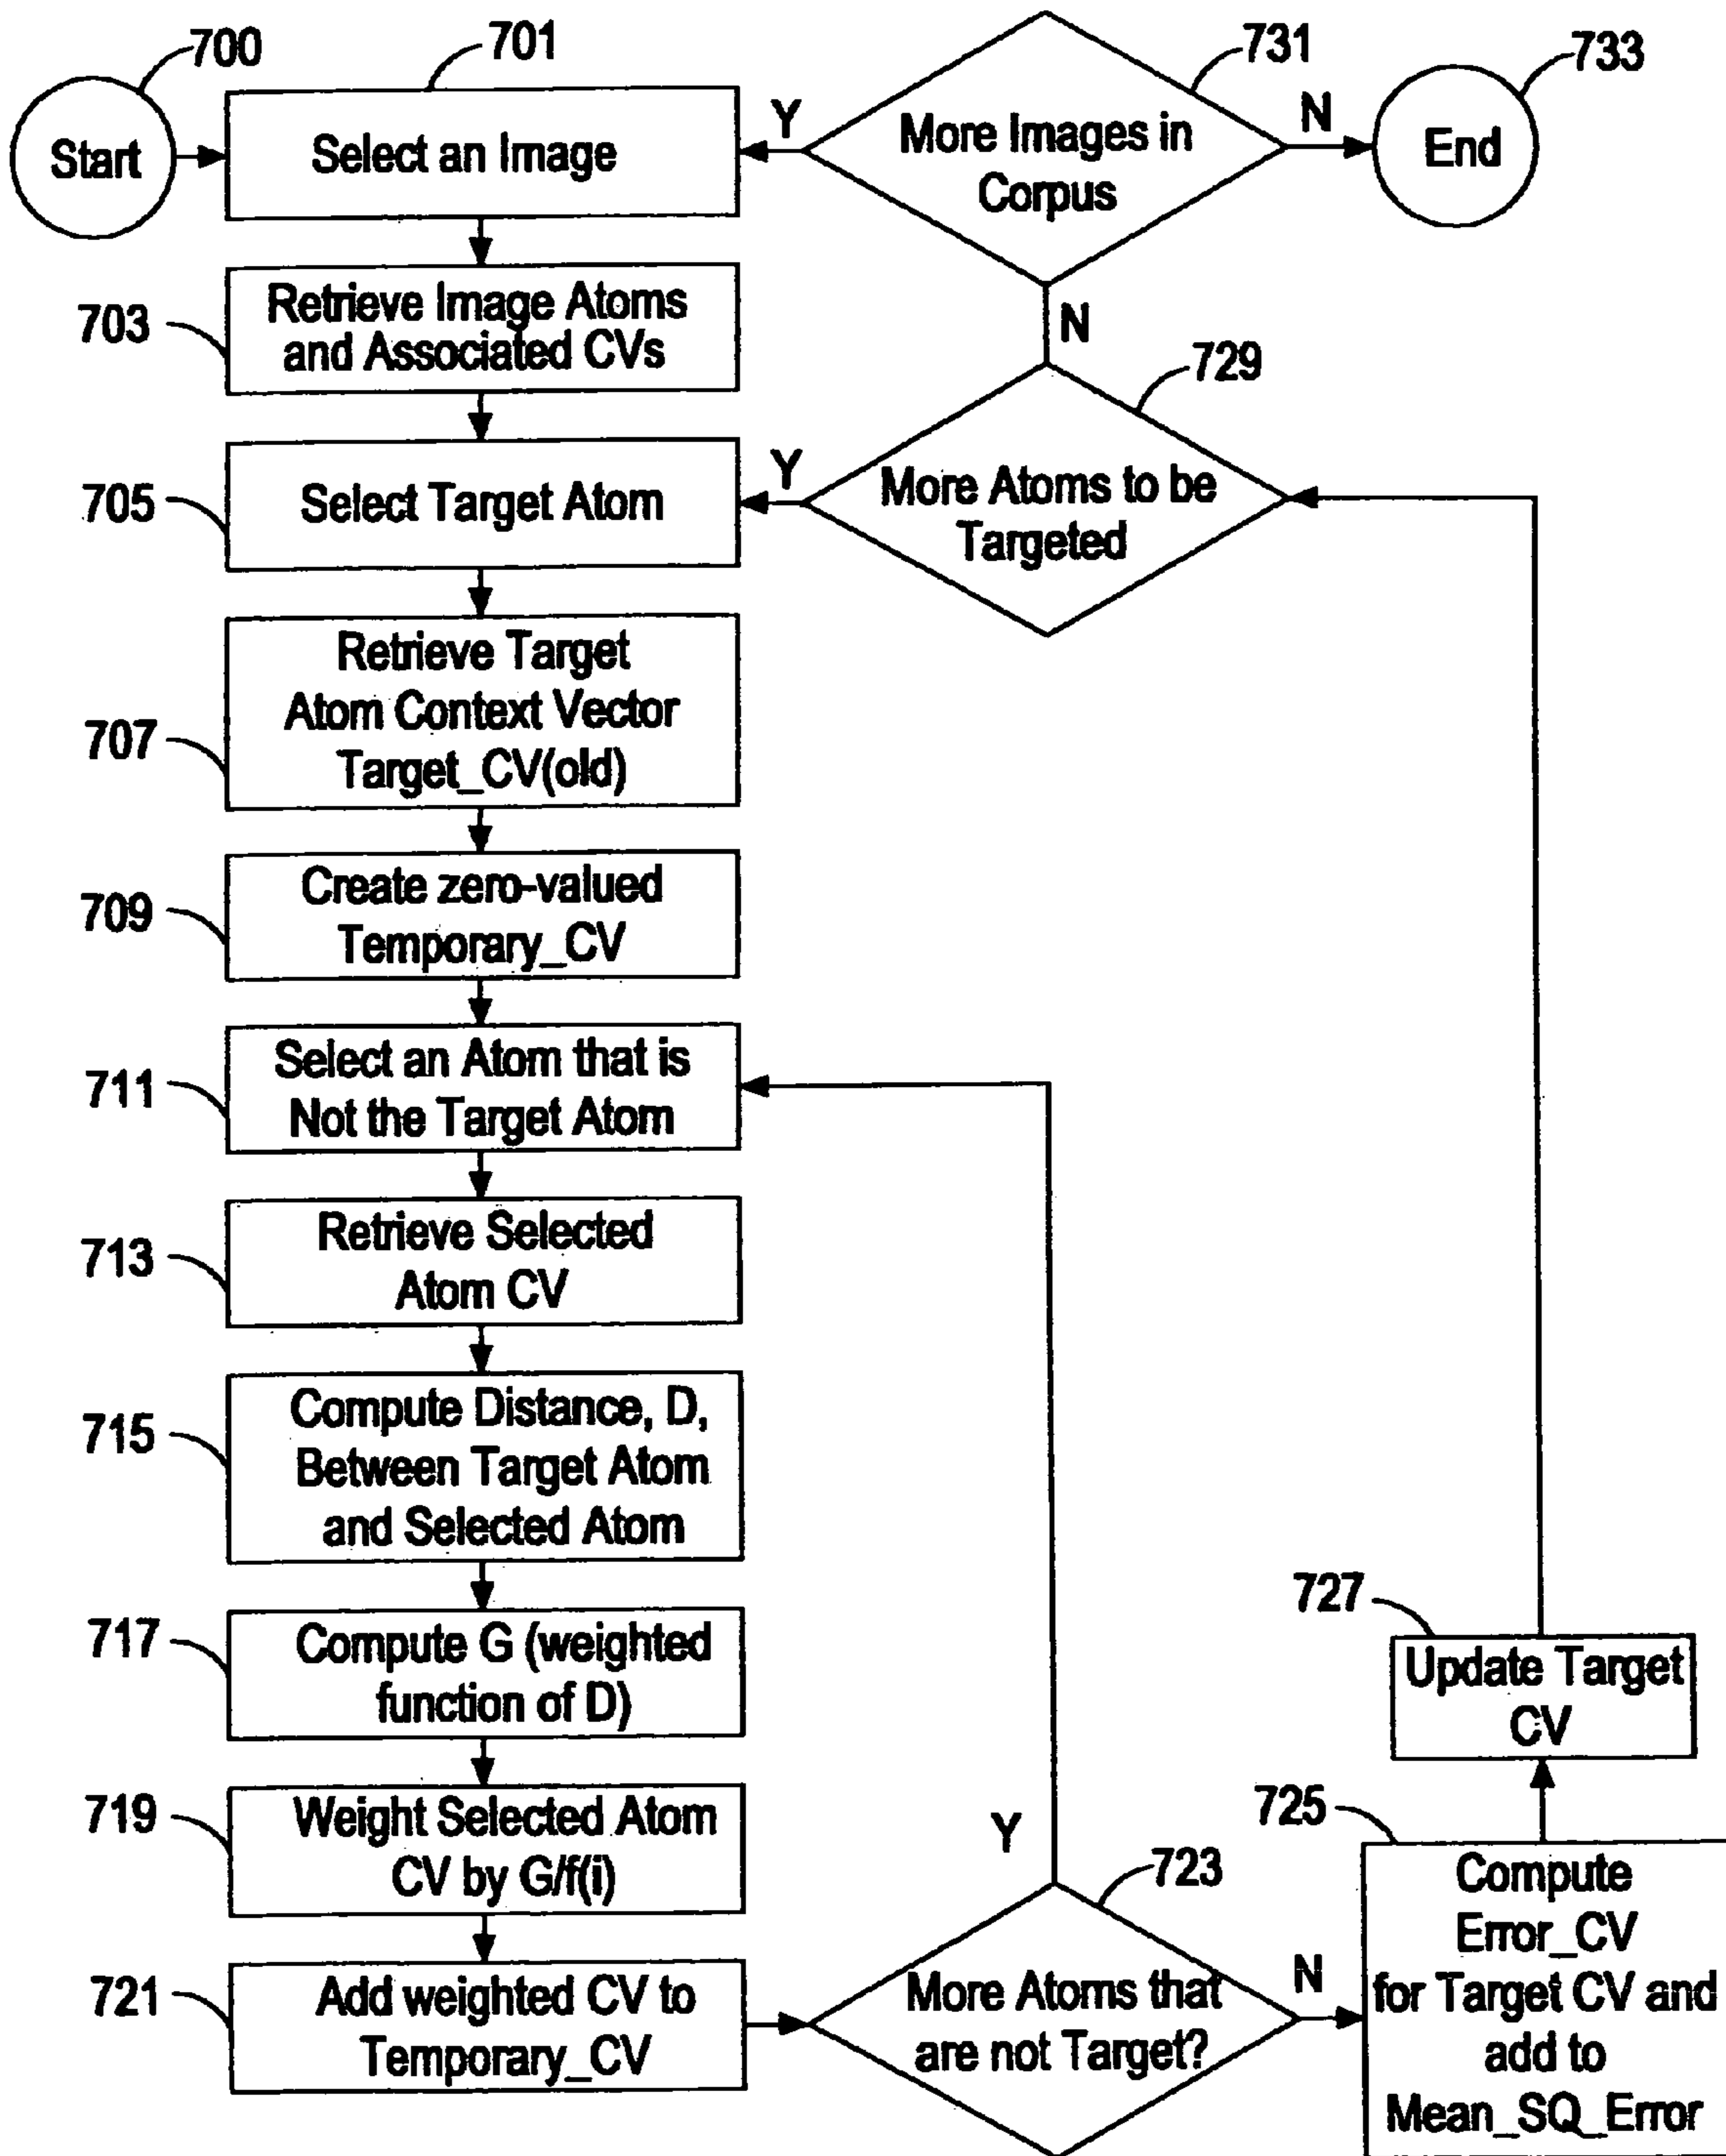 700
Start
701
Select an Image
731
More Images in
Corpus
Y
N
733
End
703
Retrieve Image Atoms
and Associated CVs
N
729
More Atoms to be
Targeted
Y
705
Select Target Atom
707
Retrieve Target
Atom Context Vector
Target_CV(old)
709
Create zero-valued
Temporary_CV
711
Select an Atom that is
Not the Target Atom
713
Retrieve Selected
Atom CV
715
Compute Distance, D,
Between Target Atom
and Selected Atom
717
Compute G (weighted
function of D)
719
Weight Selected Atom
CV by G/f(i)
721
Add weighted CV to
Temporary_CV
723
More Atoms that
are not Target?
Y
N
725
Compute
Error_CV
for Target CV and
add to
Mean_SQ_Error
727
Update Target
CV